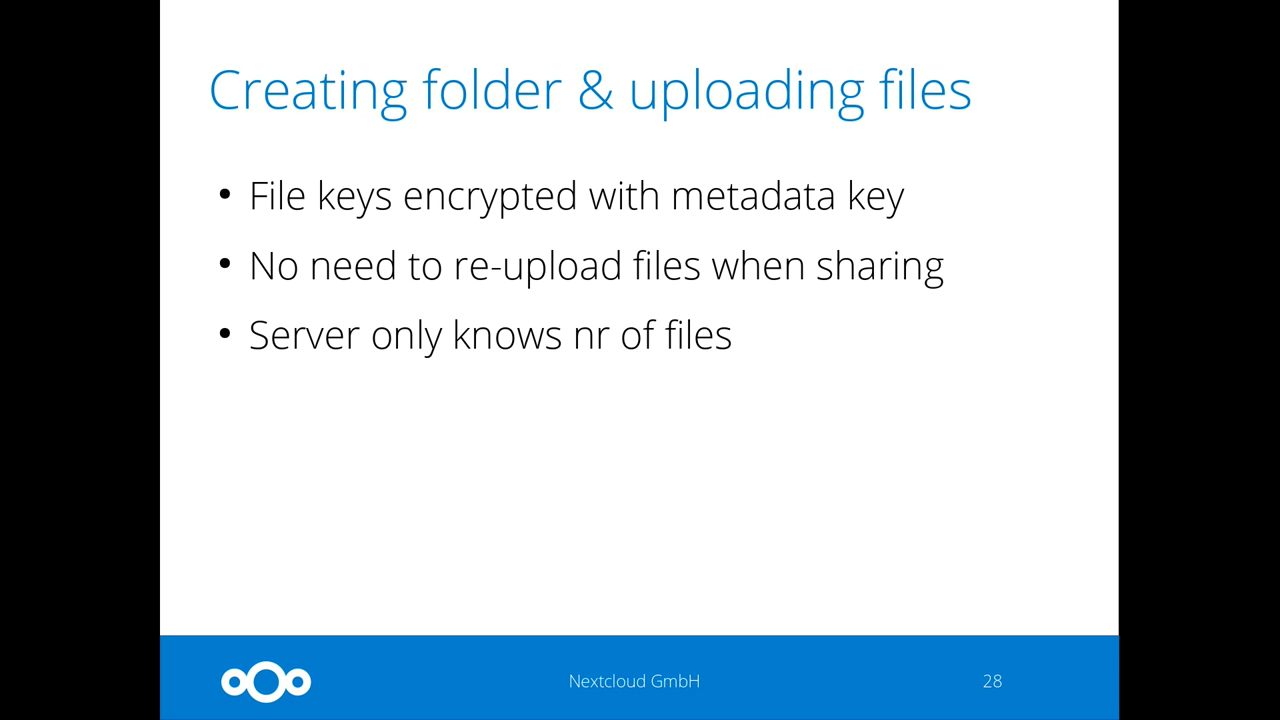 Creating folder & uploading files
• File keys encrypted with metadata key
• No need to re-upload files when sharing
• Server only knows nr of files
Nextcloud GmbH
28